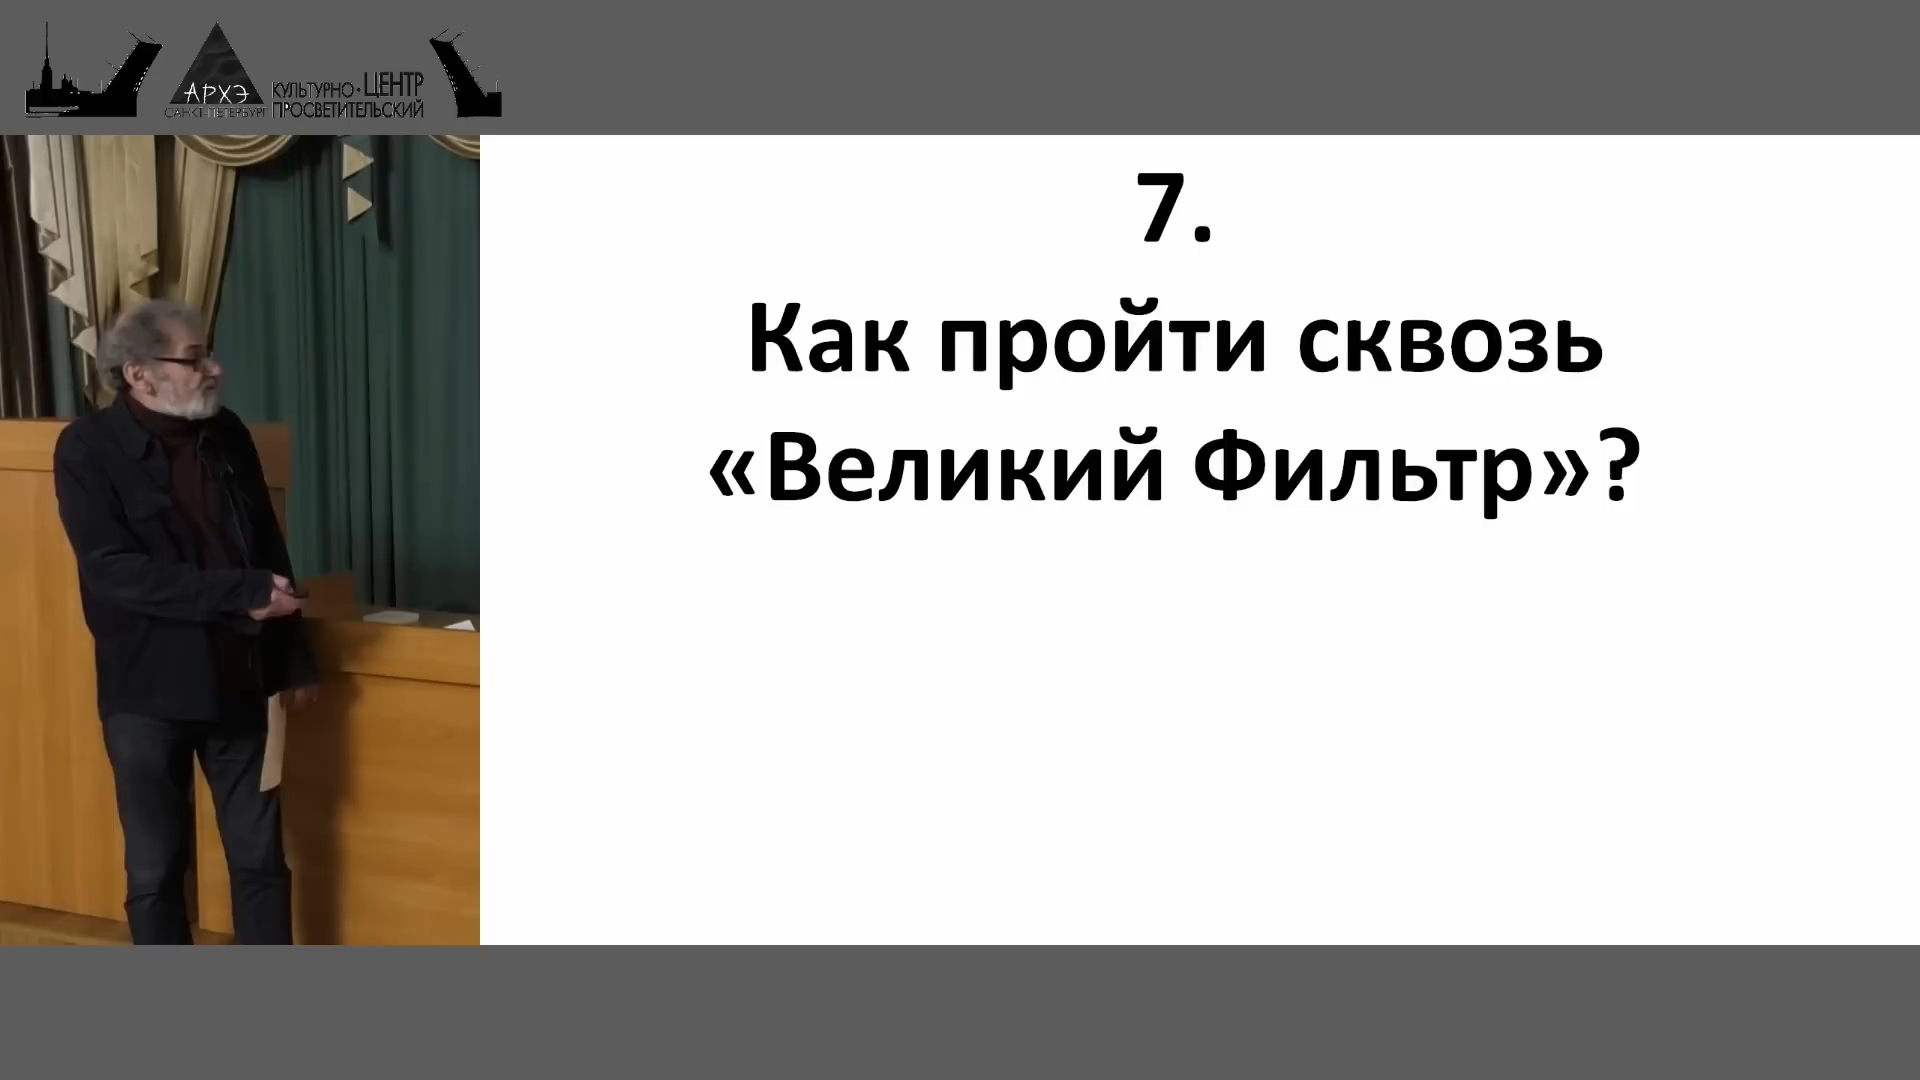 АРХЭ
САНКТ-ПЕТЕРБУРГ
КУЛЬТУРНО·ЦЕНТР
ПРОСВЕТИТЕЛЬСКИЙ
7.
Как пройти сквозь
«Великий Фильтр»?